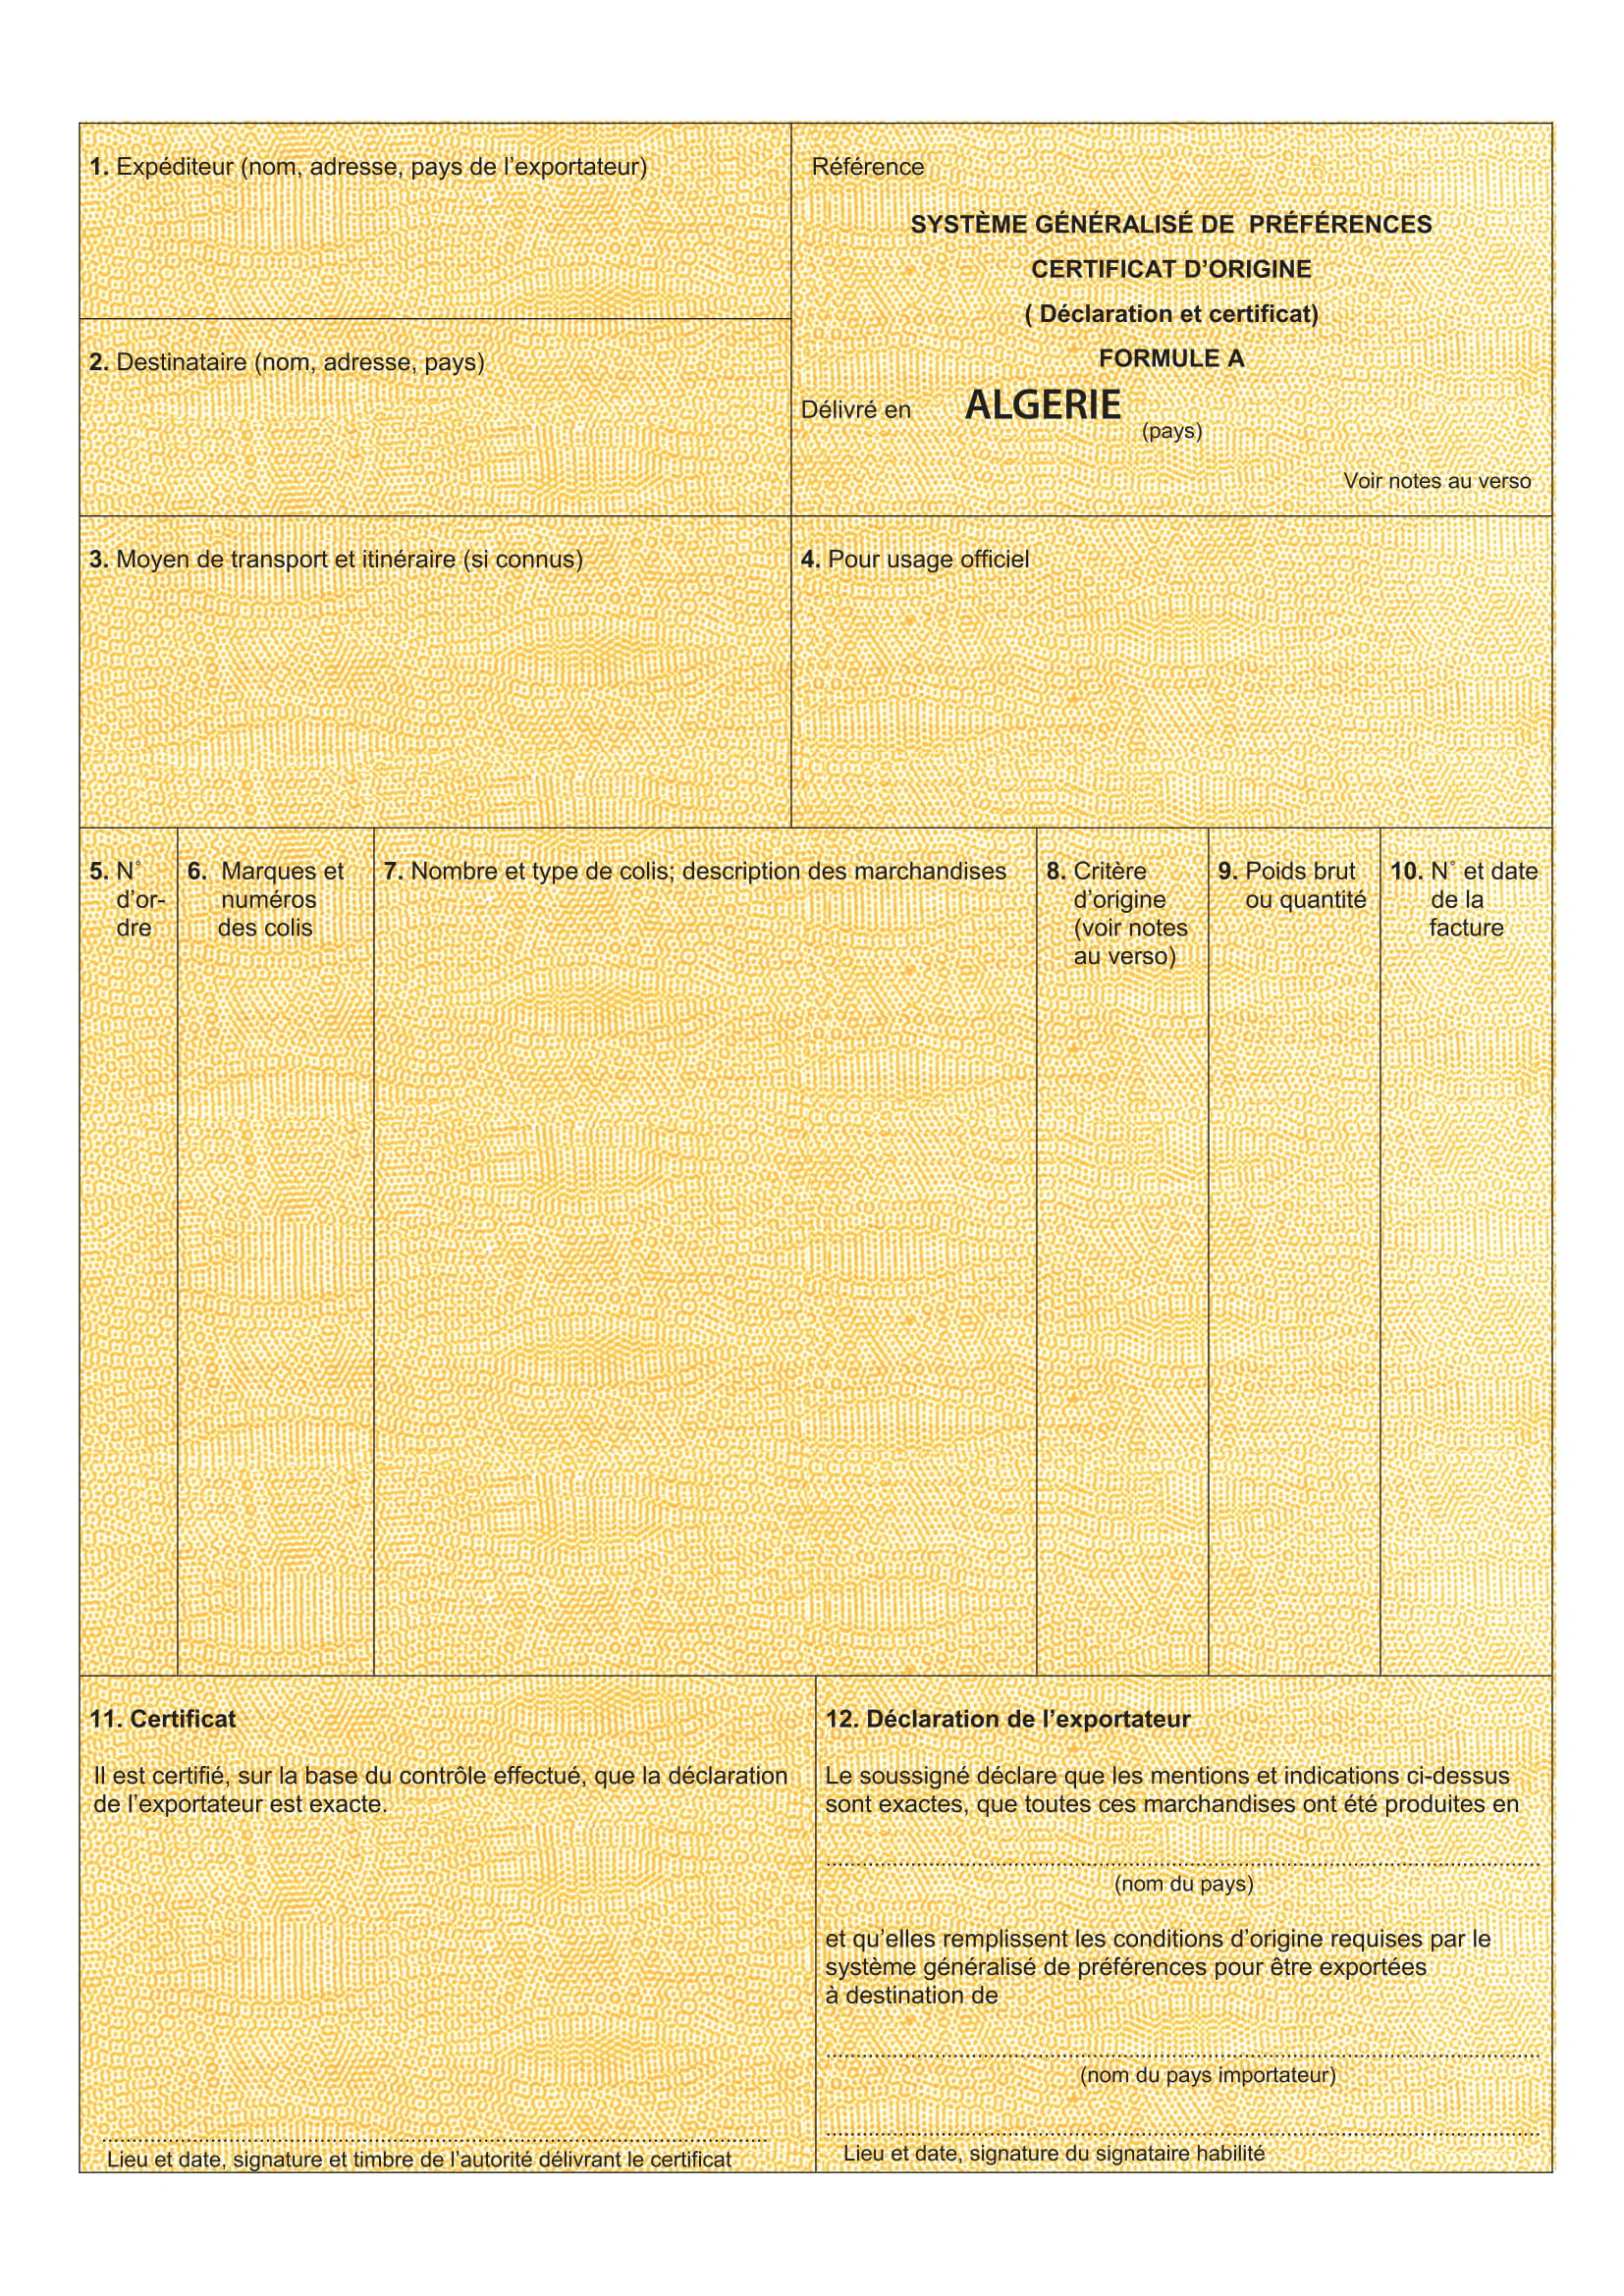 1. Expéditeur (nom, adresse, pays de l’exportateur)
Référence
SYSTÈME GÉNÉRALISÉ DE PRÉFÉRENCES
CERTIFICAT D’ORIGINE
( Déclaration et certificat)
FORMULE A
Délivré en ALGERIE
(pays)
Voir notes au verso
2. Destinataire (nom, adresse, pays)
3. Moyen de transport et itinéraire (si connus)
4. Pour usage officiel
5. N°
d’or-
dre
6. Marques et
numéros
des colis
7. Nombre et type de colis; description des marchandises
8. Critère
d’origine
(voir notes
au verso)
9. Poids brut
ou quantité
10. N° et date
de la
facture
11. Certificat
Il est certifié, sur la base du contrôle effectué, que la déclaration
de l’exportateur est exacte.
Lieu et date, signature et timbre de l’autorité délivrant le certificat
12. Déclaration de l’exportateur
Le soussigné déclare que les mentions et indications ci-dessus
sont exactes, que toutes ces marchandises ont été produites en
(nom du pays)
et qu’elles remplissent les conditions d’origine requises par le
système généralisé de préférences pour être exportées
à destination de
(nom du pays importateur)
Lieu et date, signature du signataire habilité